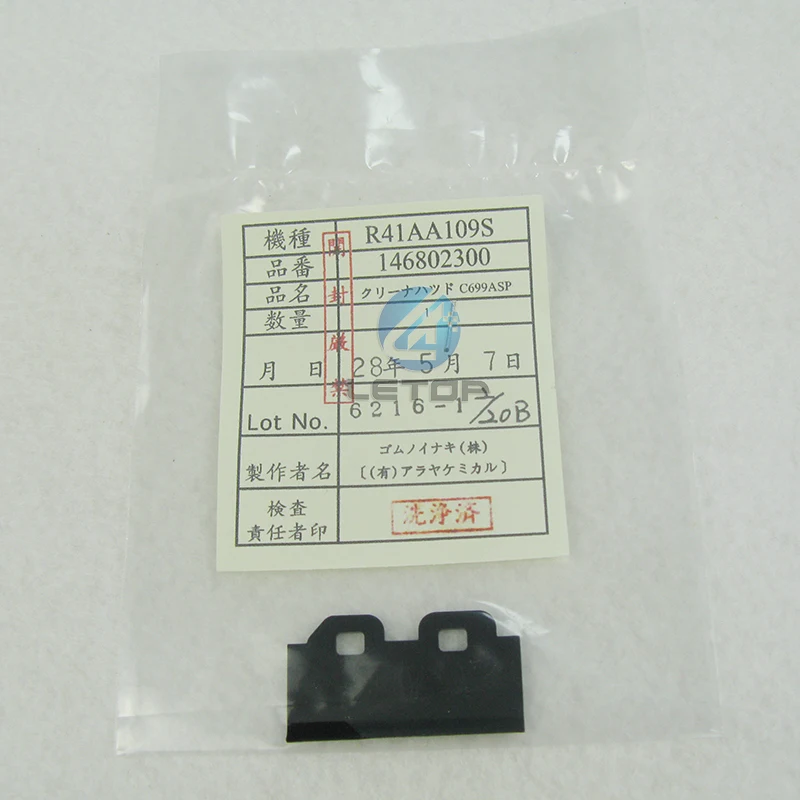 機種 R41AA109S
品番 146802300
品名 クリーナハツド C699ASP
数量 1
月 日 28年 5月 7日
Lot No. 6216-1 /20B
製作者名 ゴムノイナキ(株)
〔(有)アラヤケミカル〕
検査
責任者印 洗浄済
開封厳禁
LETOP